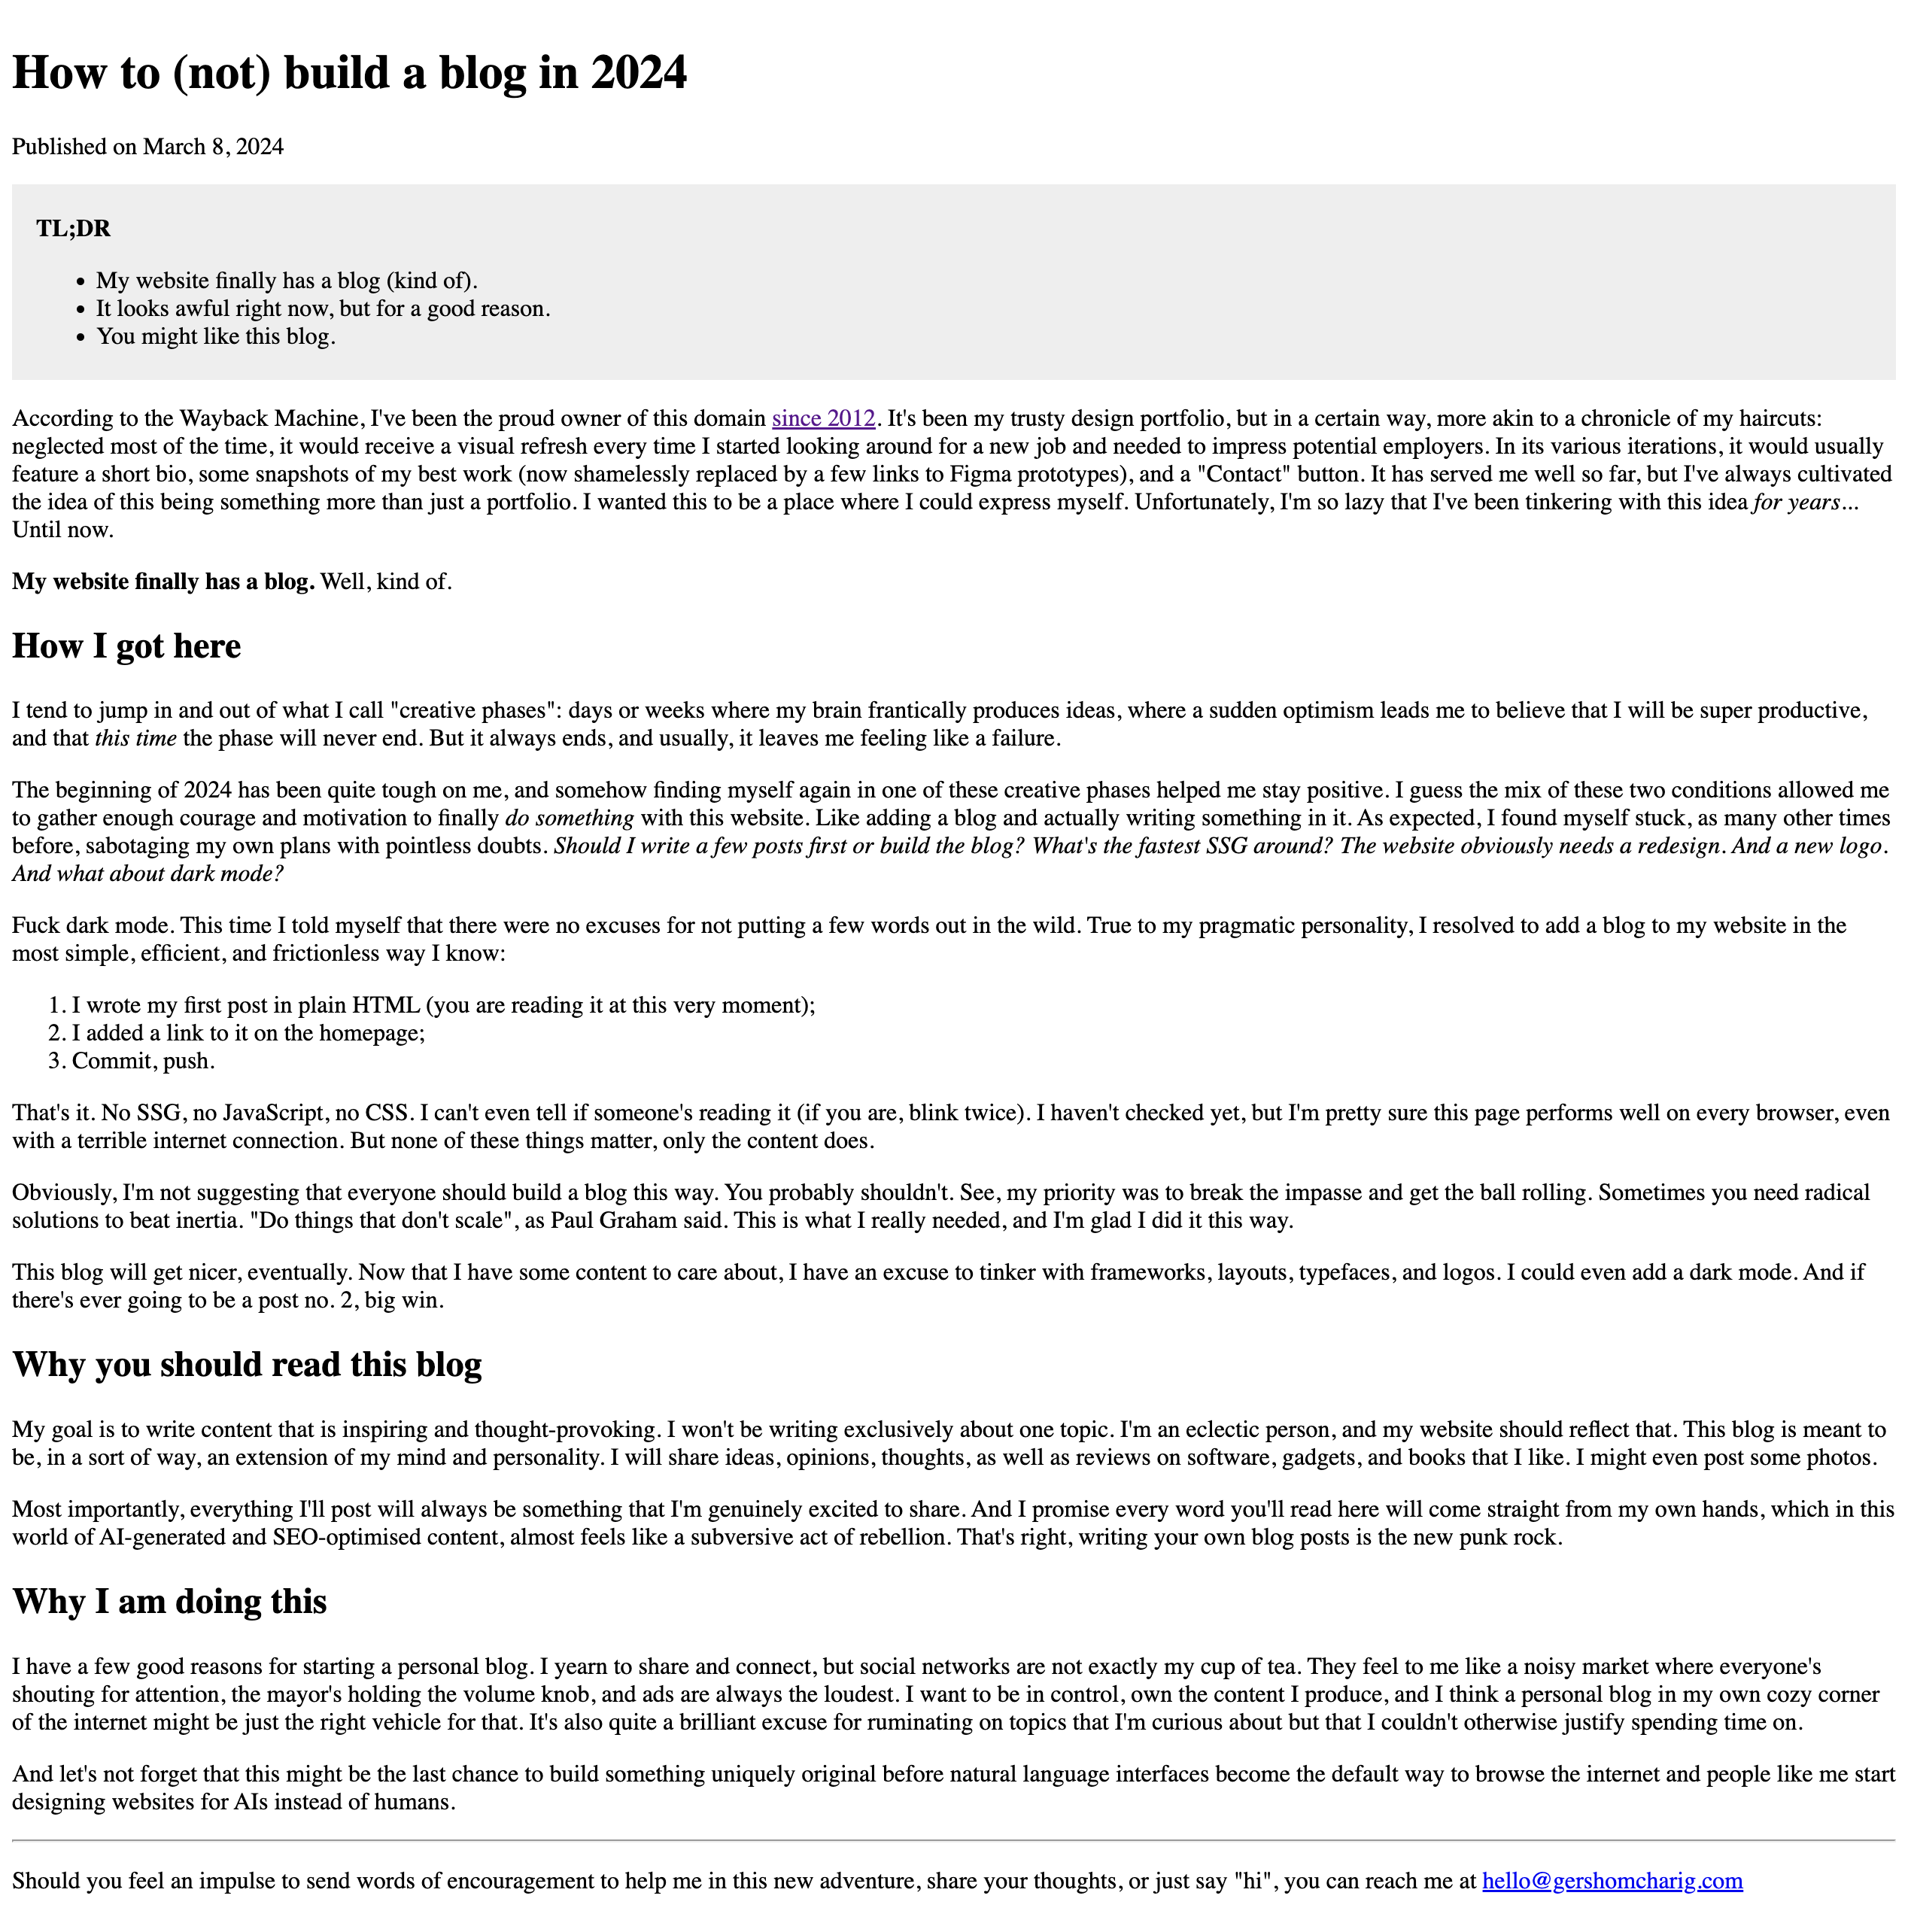 How to (not) build a blog in 2024
Published on March 8, 2024
TL;DR
• My website finally has a blog (kind of).
• It looks awful right now, but for a good reason.
• You might like this blog.
According to the Wayback Machine, I've been the proud owner of this domain since 2012. It's been my trusty design portfolio, but in a certain way, more akin to a chronicle of my haircuts:
neglected most of the time, it would receive a visual refresh every time I started looking around for a new job and needed to impress potential employers. In its various iterations, it would usually
feature a short bio, some snapshots of my best work (now shamelessly replaced by a few links to Figma prototypes), and a "Contact" button. It has served me well so far, but I've always cultivated
the idea of this being something more than just a portfolio. I wanted this to be a place where I could express myself. Unfortunately, I'm so lazy that I've been tinkering with this idea for years...
Until now.
My website finally has a blog. Well, kind of.
How I got here
I tend to jump in and out of what I call "creative phases": days or weeks where my brain frantically produces ideas, where a sudden optimism leads me to believe that I will be super productive,
and that this time the phase will never end. But it always ends, and usually, it leaves me feeling like a failure.
The beginning of 2024 has been quite tough on me, and somehow finding myself again in one of these creative phases helped me stay positive. I guess the mix of these two conditions allowed me
to gather enough courage and motivation to finally do something with this website. Like adding a blog and actually writing something in it. As expected, I found myself stuck, as many other times
before, sabotaging my own plans with pointless doubts. Should I write a few posts first or build the blog? What's the fastest SSG around? The website obviously needs a redesign. And a new logo.
And what about dark mode?
Fuck dark mode. This time I told myself that there were no excuses for not putting a few words out in the wild. True to my pragmatic personality, I resolved to add a blog to my website in the
most simple, efficient, and frictionless way I know:
1. I wrote my first post in plain HTML (you are reading it at this very moment);
2. I added a link to it on the homepage;
3. Commit, push.
That's it. No SSG, no JavaScript, no CSS. I can't even tell if someone's reading it (if you are, blink twice). I haven't checked yet, but I'm pretty sure this page performs well on every browser, even
with a terrible internet connection. But none of these things matter, only the content does.
Obviously, I'm not suggesting that everyone should build a blog this way. You probably shouldn't. See, my priority was to break the impasse and get the ball rolling. Sometimes you need radical
solutions to beat inertia. "Do things that don't scale", as Paul Graham said. This is what I really needed, and I'm glad I did it this way.
This blog will get nicer, eventually. Now that I have some content to care about, I have an excuse to tinker with frameworks, layouts, typefaces, and logos. I could even add a dark mode. And if
there's ever going to be a post no. 2, big win.
Why you should read this blog
My goal is to write content that is inspiring and thought-provoking. I won't be writing exclusively about one topic. I'm an eclectic person, and my website should reflect that. This blog is meant to
be, in a sort of way, an extension of my mind and personality. I will share ideas, opinions, thoughts, as well as reviews on software, gadgets, and books that I like. I might even post some photos.
Most importantly, everything I'll post will always be something that I'm genuinely excited to share. And I promise every word you'll read here will come straight from my own hands, which in this
world of AI-generated and SEO-optimised content, almost feels like a subversive act of rebellion. That's right, writing your own blog posts is the new punk rock.
Why I am doing this
I have a few good reasons for starting a personal blog. I yearn to share and connect, but social networks are not exactly my cup of tea. They feel to me like a noisy market where everyone's
shouting for attention, the mayor's holding the volume knob, and ads are always the loudest. I want to be in control, own the content I produce, and I think a personal blog in my own cozy corner
of the internet might be just the right vehicle for that. It's also quite a brilliant excuse for ruminating on topics that I'm curious about but that I couldn't otherwise justify spending time on.
And let's not forget that this might be the last chance to build something uniquely original before natural language interfaces become the default way to browse the internet and people like me start
designing websites for AIs instead of humans.
Should you feel an impulse to send words of encouragement to help me in this new adventure, share your thoughts, or just say "hi", you can reach me at hello@gershomcharig.com